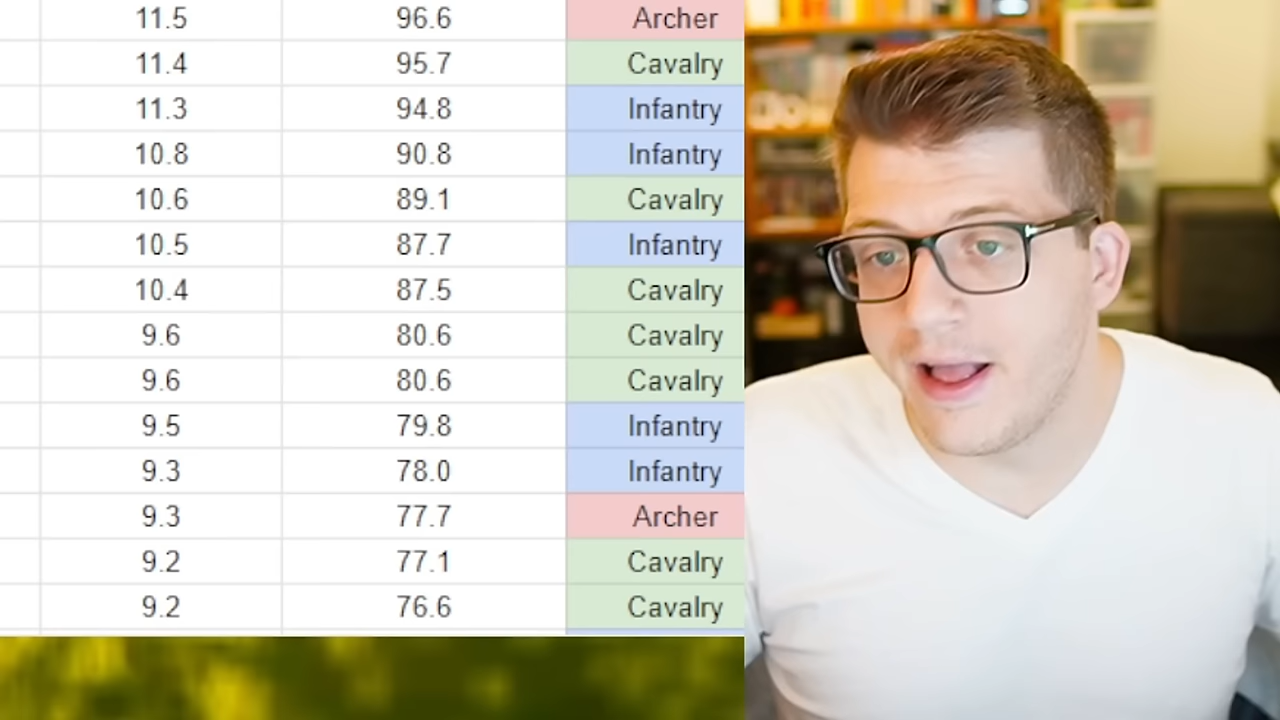 11.5 96.6 Archer
11.4 95.7 Cavalry
11.3 94.8 Infantry
10.8 90.8 Infantry
10.6 89.1 Cavalry
10.5 87.7 Infantry
10.4 87.5 Cavalry
9.6 80.6 Cavalry
9.6 80.6 Cavalry
9.5 79.8 Infantry
9.3 78.0 Infantry
9.3 77.7 Archer
9.2 77.1 Cavalry
9.2 76.6 Cavalry